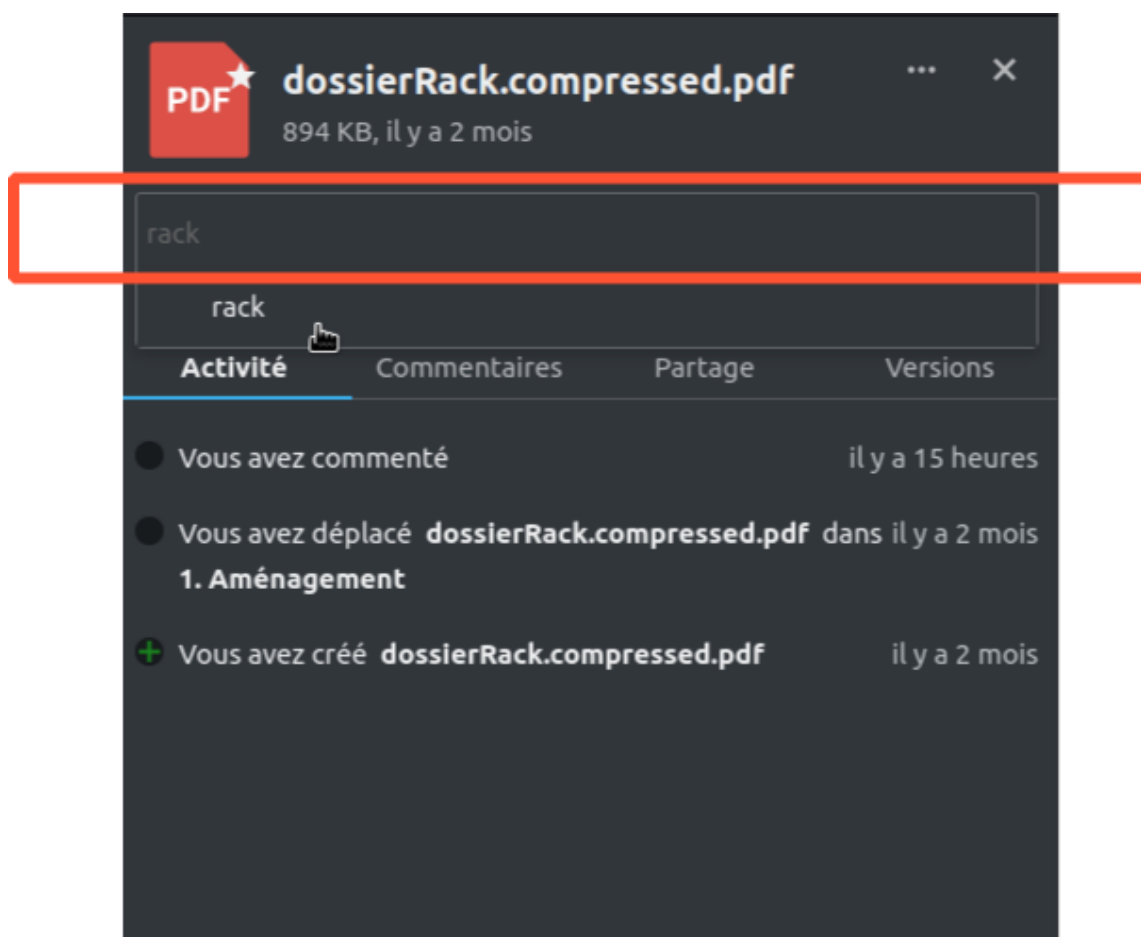 PDF
dossierRack.compressed.pdf
894 KB, il y a 2 mois
rack
rack
Activité Commentaires Partage Versions
Vous avez commenté il y a 15 heures
Vous avez déplacé dossierRack.compressed.pdf dans il y a 2 mois
1. Aménagement
Vous avez créé dossierRack.compressed.pdf il y a 2 mois